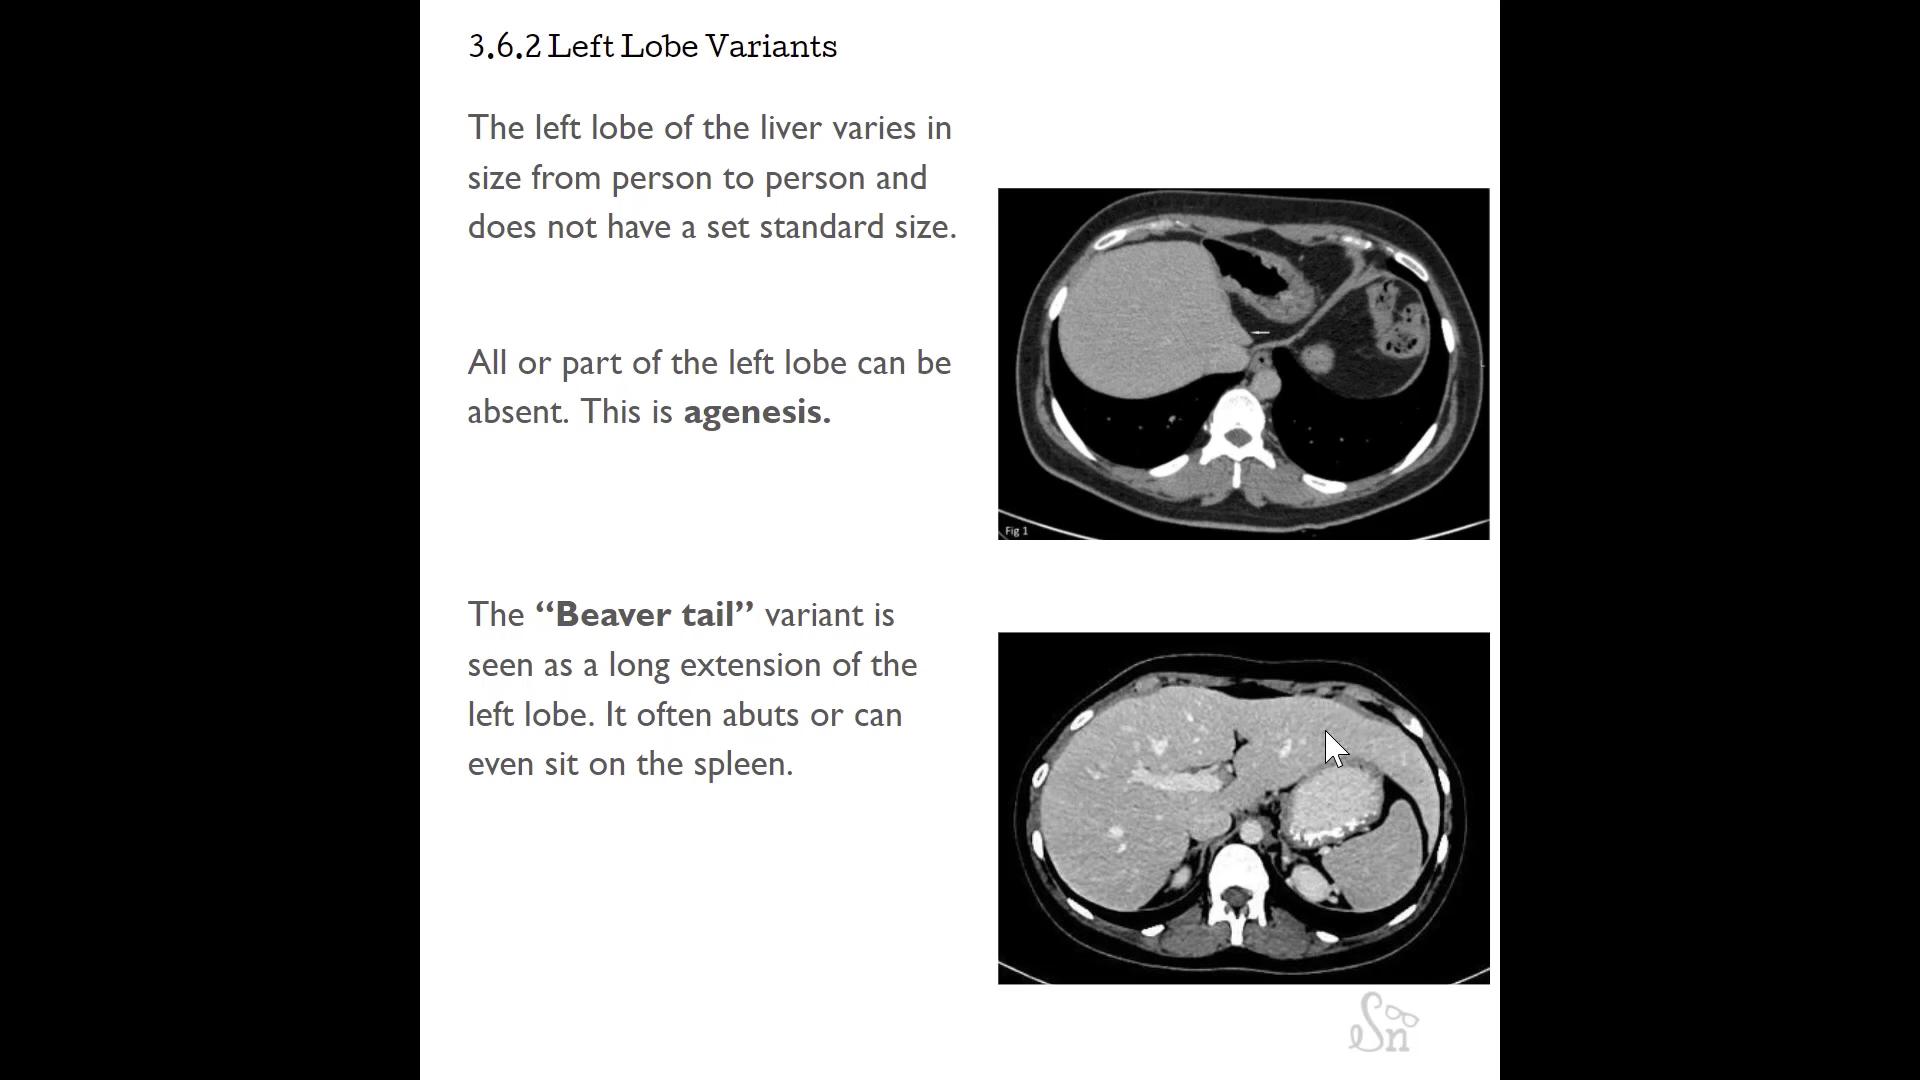 3.6.2 Left Lobe Variants
The left lobe of the liver varies in
size from person to person and
does not have a set standard size.
All or part of the left lobe can be
absent. This is agenesis.
Fig 1
The “Beaver tail” variant is
seen as a long extension of the
left lobe. It often abuts or can
even sit on the spleen.
eSn